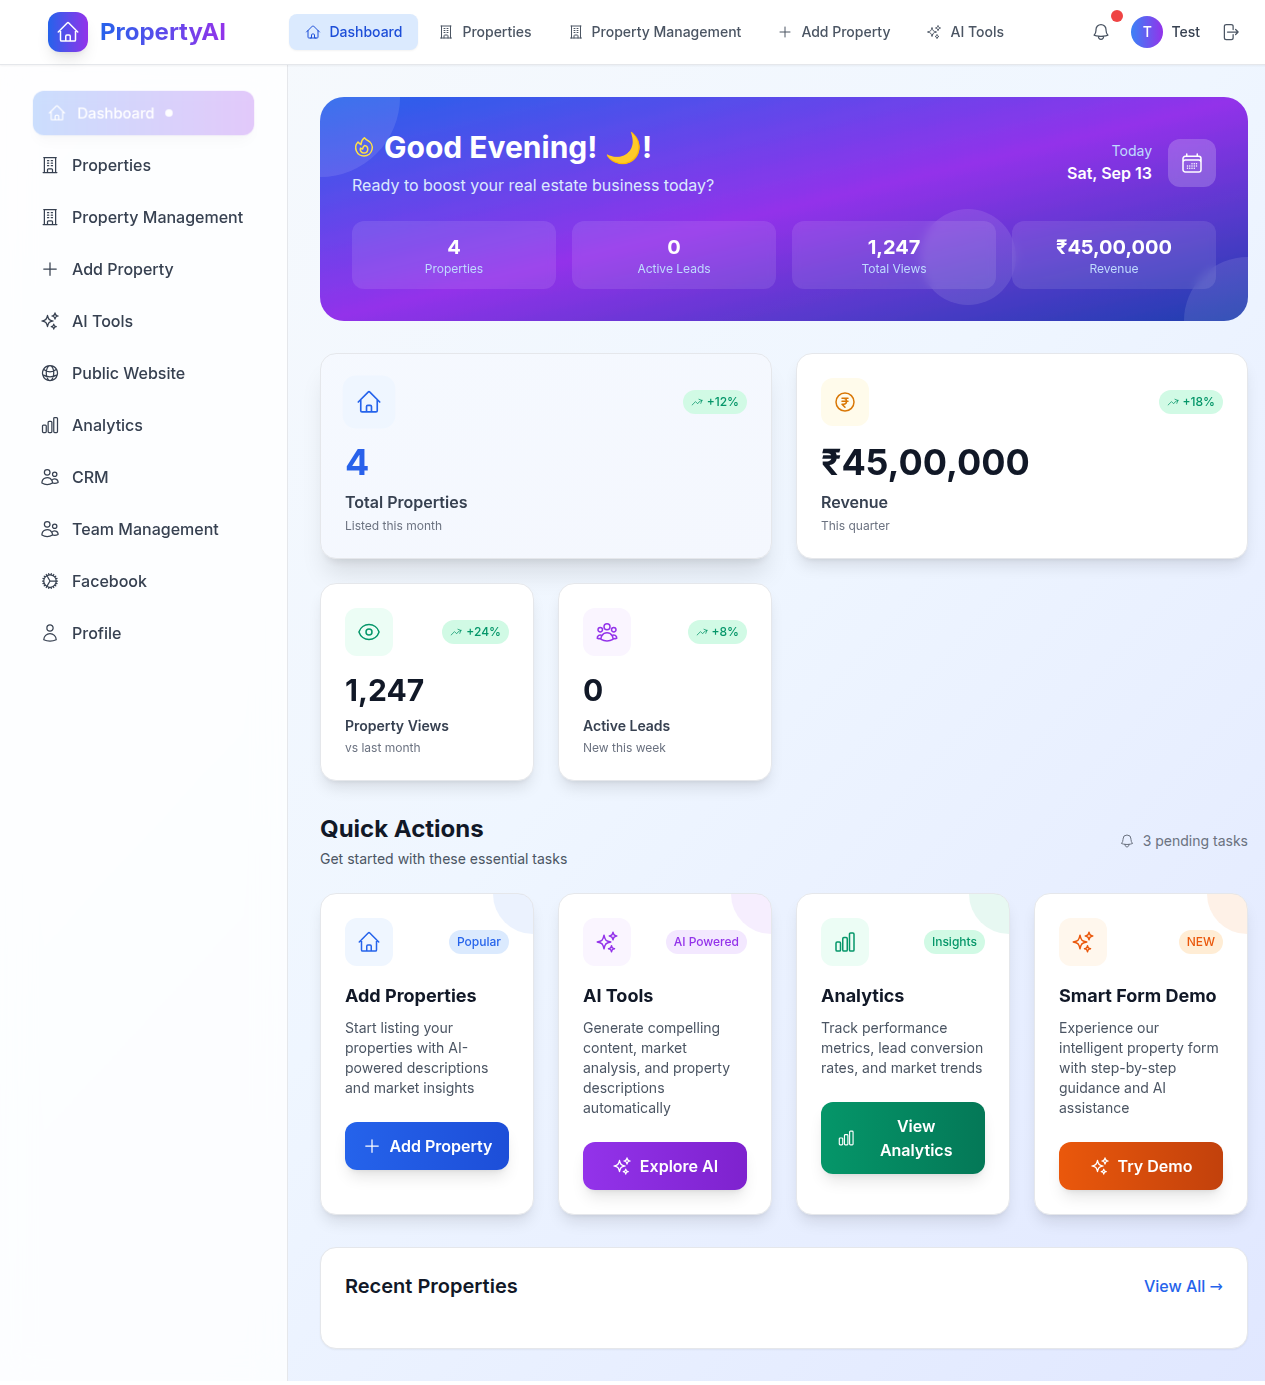 PropertyAI
Dashboard
Properties
Property Management
Add Property
AI Tools
T
Test
Dashboard
Properties
Property Management
Add Property
AI Tools
Public Website
Analytics
CRM
Team Management
Facebook
Profile
Good Evening! 🌙!
Ready to boost your real estate business today?
Today
Sat, Sep 13
4
Properties
0
Active Leads
1,247
Total Views
₹45,00,000
Revenue
+12%
4
Total Properties
Listed this month
+18%
₹45,00,000
Revenue
This quarter
+24%
1,247
Property Views
vs last month
+8%
0
Active Leads
New this week
Quick Actions
Get started with these essential tasks
3 pending tasks
Popular
Add Properties
Start listing your
properties with AI-
powered descriptions
and market insights
Add Property
AI Powered
AI Tools
Generate compelling
content, market
analysis, and property
descriptions
automatically
Explore AI
Insights
Analytics
Track performance
metrics, lead conversion
rates, and market trends
View
Analytics
NEW
Smart Form Demo
Experience our
intelligent property form
with step-by-step
guidance and AI
assistance
Try Demo
Recent Properties
View All →